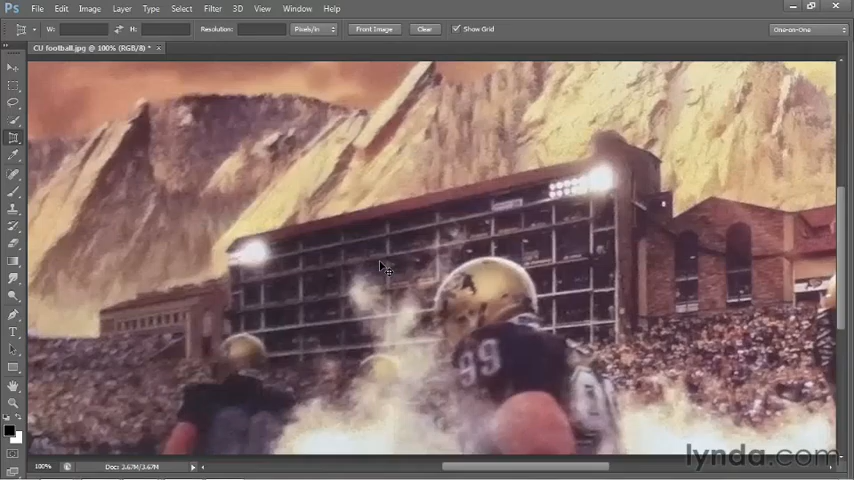 Ps File Edit Image Layer Type Select Filter 3D View Window Help
W: H: Resolution: Pixels/in Front Image Clear Show Grid One-on-One
CU football.jpg @ 100% (RGB/8) * ×
99
100% Doc: 3.67M/3.67M
lynda.com